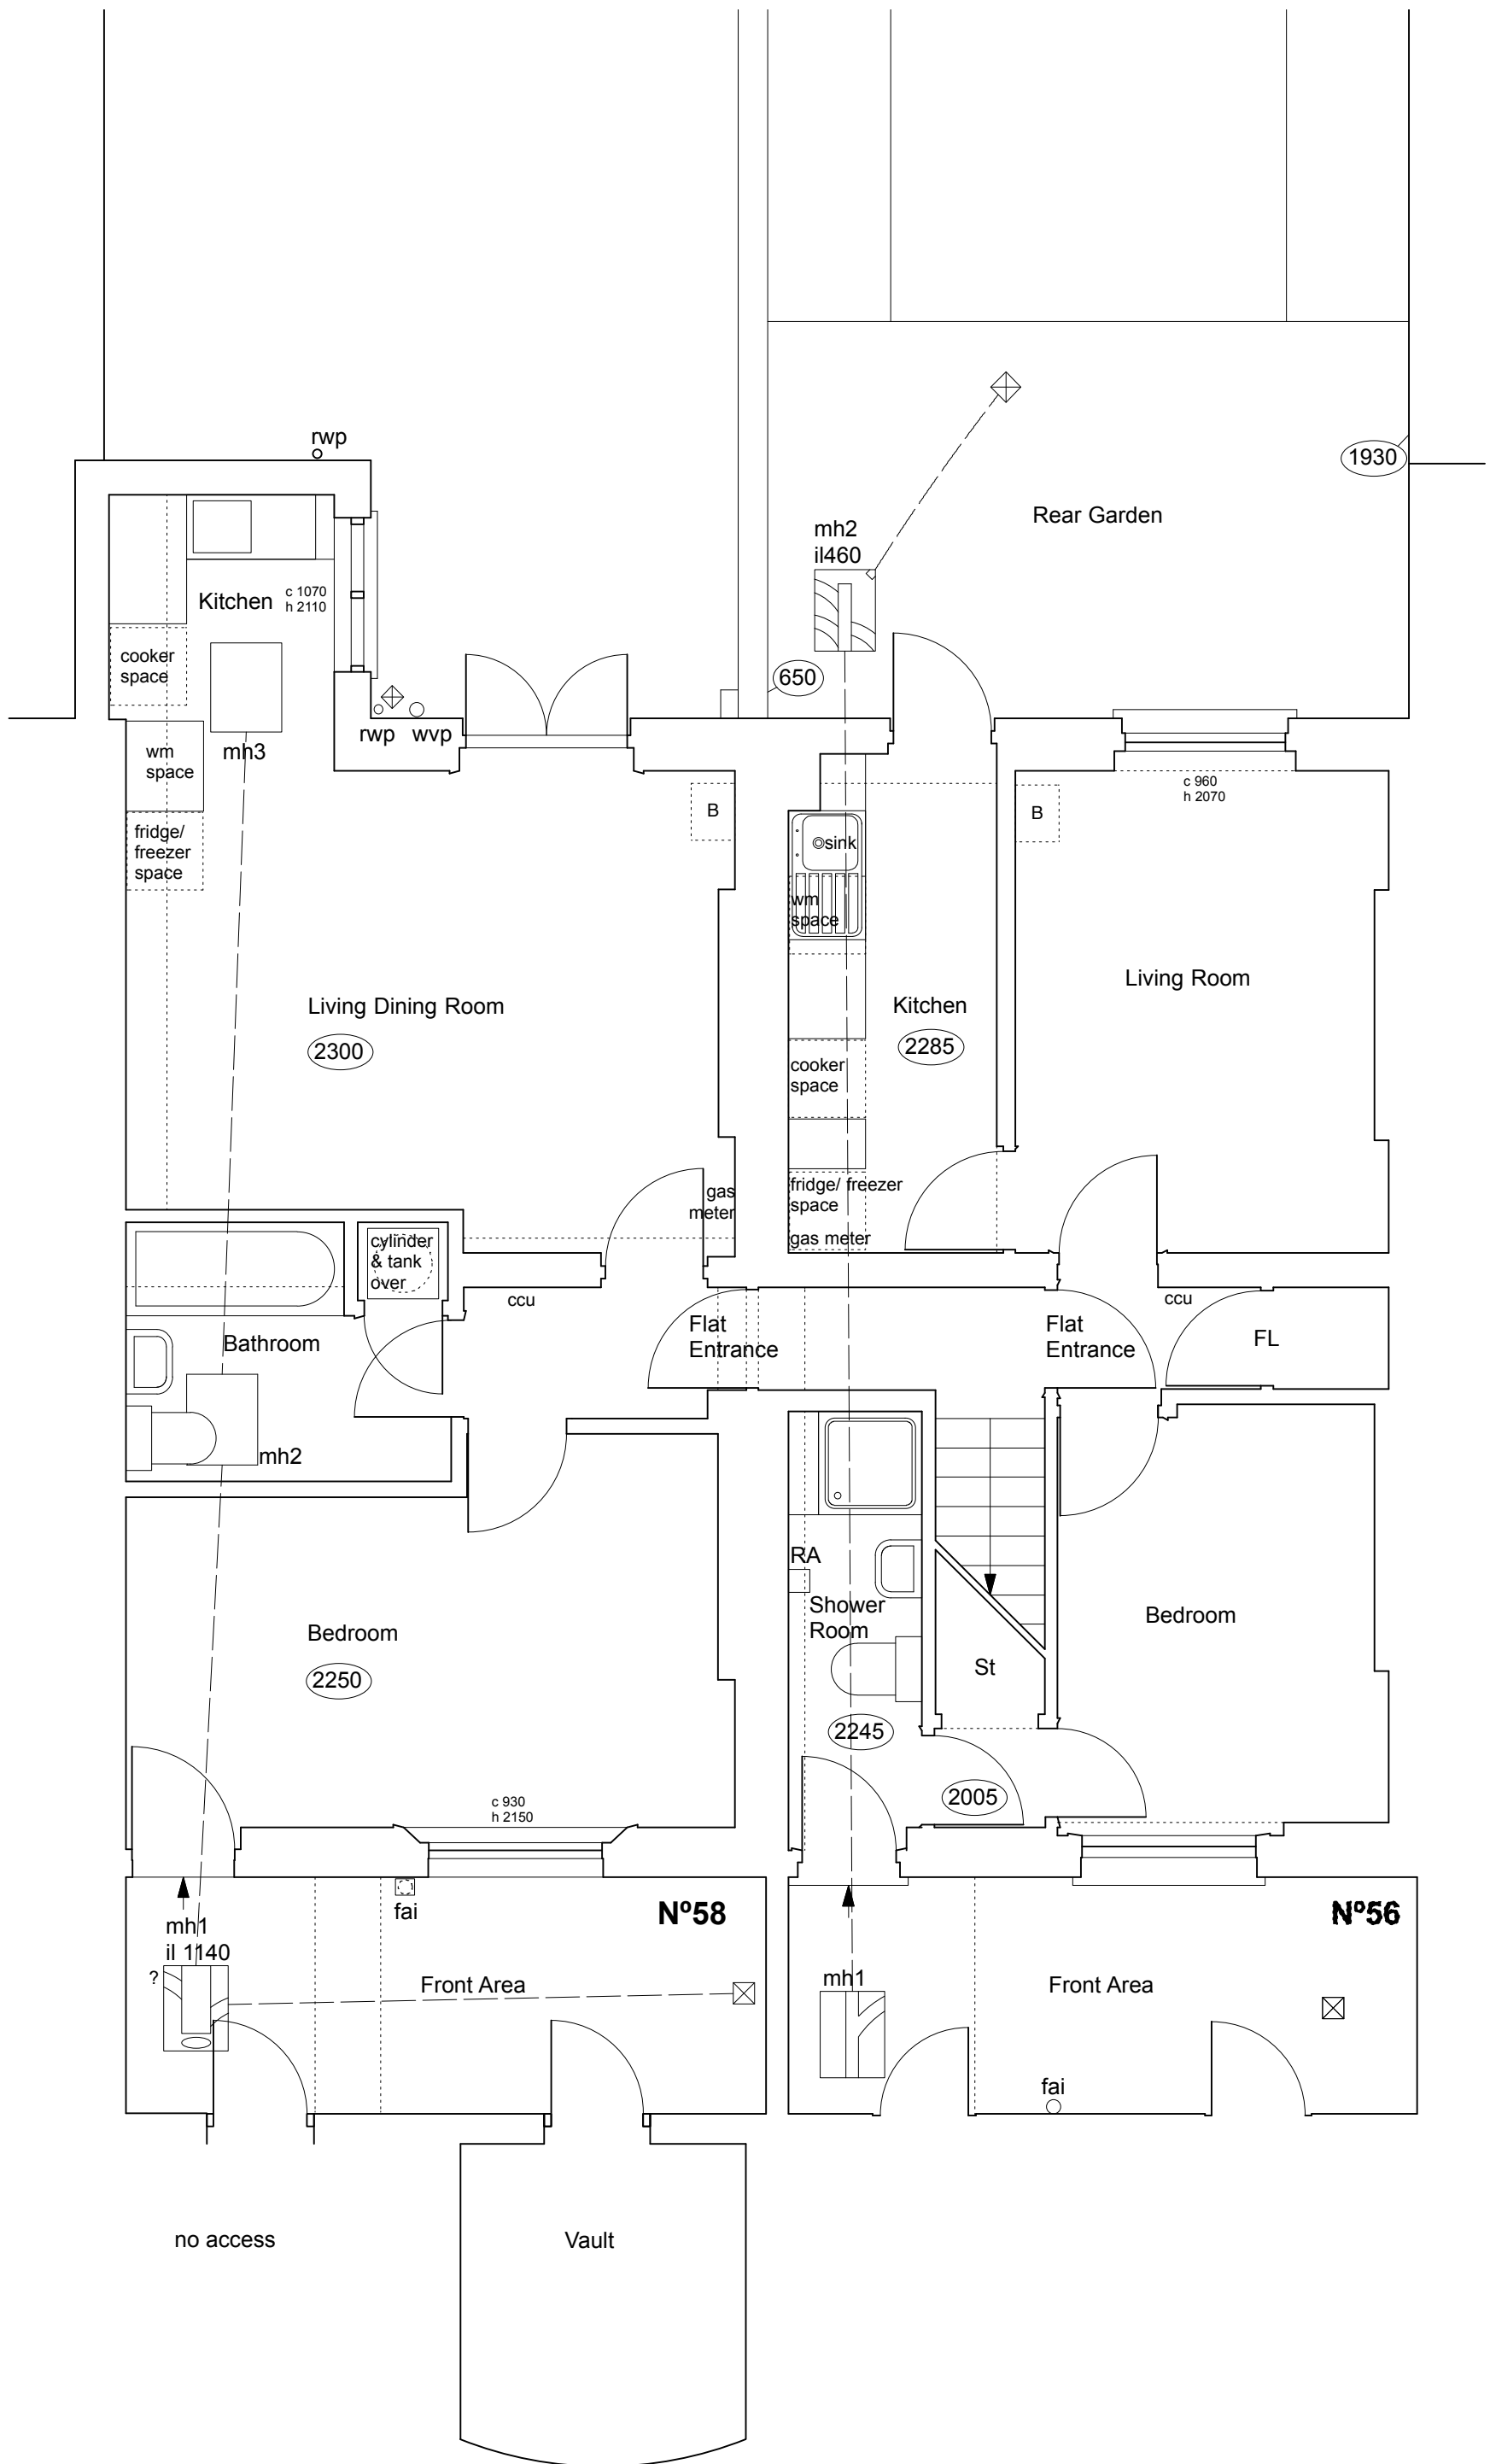 rwp
1930
Rear Garden
mh2
il460
Kitchen
c 1070
h 2110
cooker
space
650
rwp
wvp
mh3
wm
space
c 960
h 2070
B
B
fridge/
freezer
space
sink
wm
space
Living Room
Living Dining Room
2300
Kitchen
2285
cooker
space
gas
meter
fridge/ freezer
space
gas meter
cylinder
& tank
over
ccu
ccu
Bathroom
Flat
Entrance
Flat
Entrance
FL
mh2
RA
Shower
Room
Bedroom
Bedroom
2250
St
2245
2005
c 930
h 2150
fai
Nº58
Nº56
mh1
il 1140
?
Front Area
mh1
Front Area
fai
no access
Vault